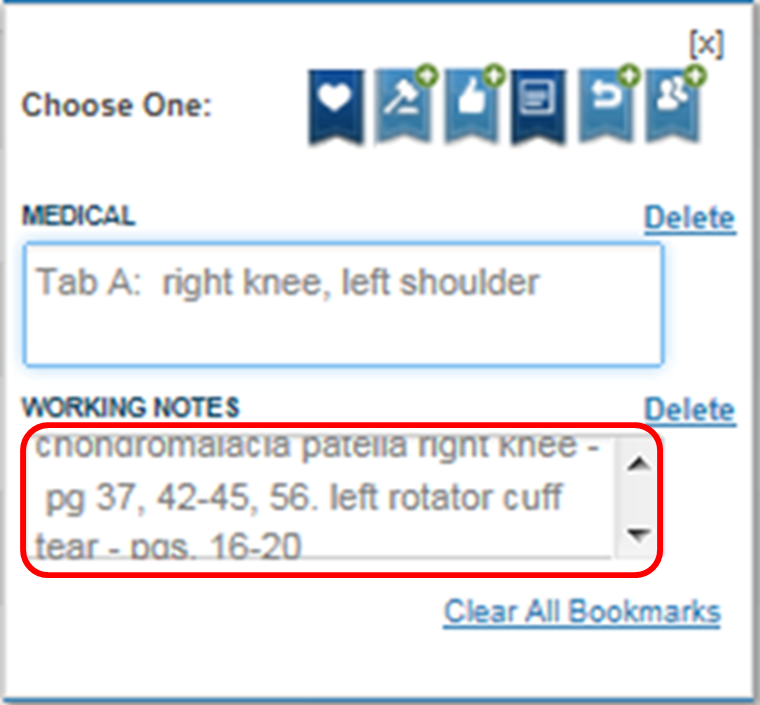 [x]
Choose One:
MEDICAL
Delete
Tab A:  right knee, left shoulder
WORKING NOTES
Delete
chondromalacia patella right knee -
pg 37, 42-45, 56. left rotator cuff
tear - pgs. 16-20
Clear All Bookmarks